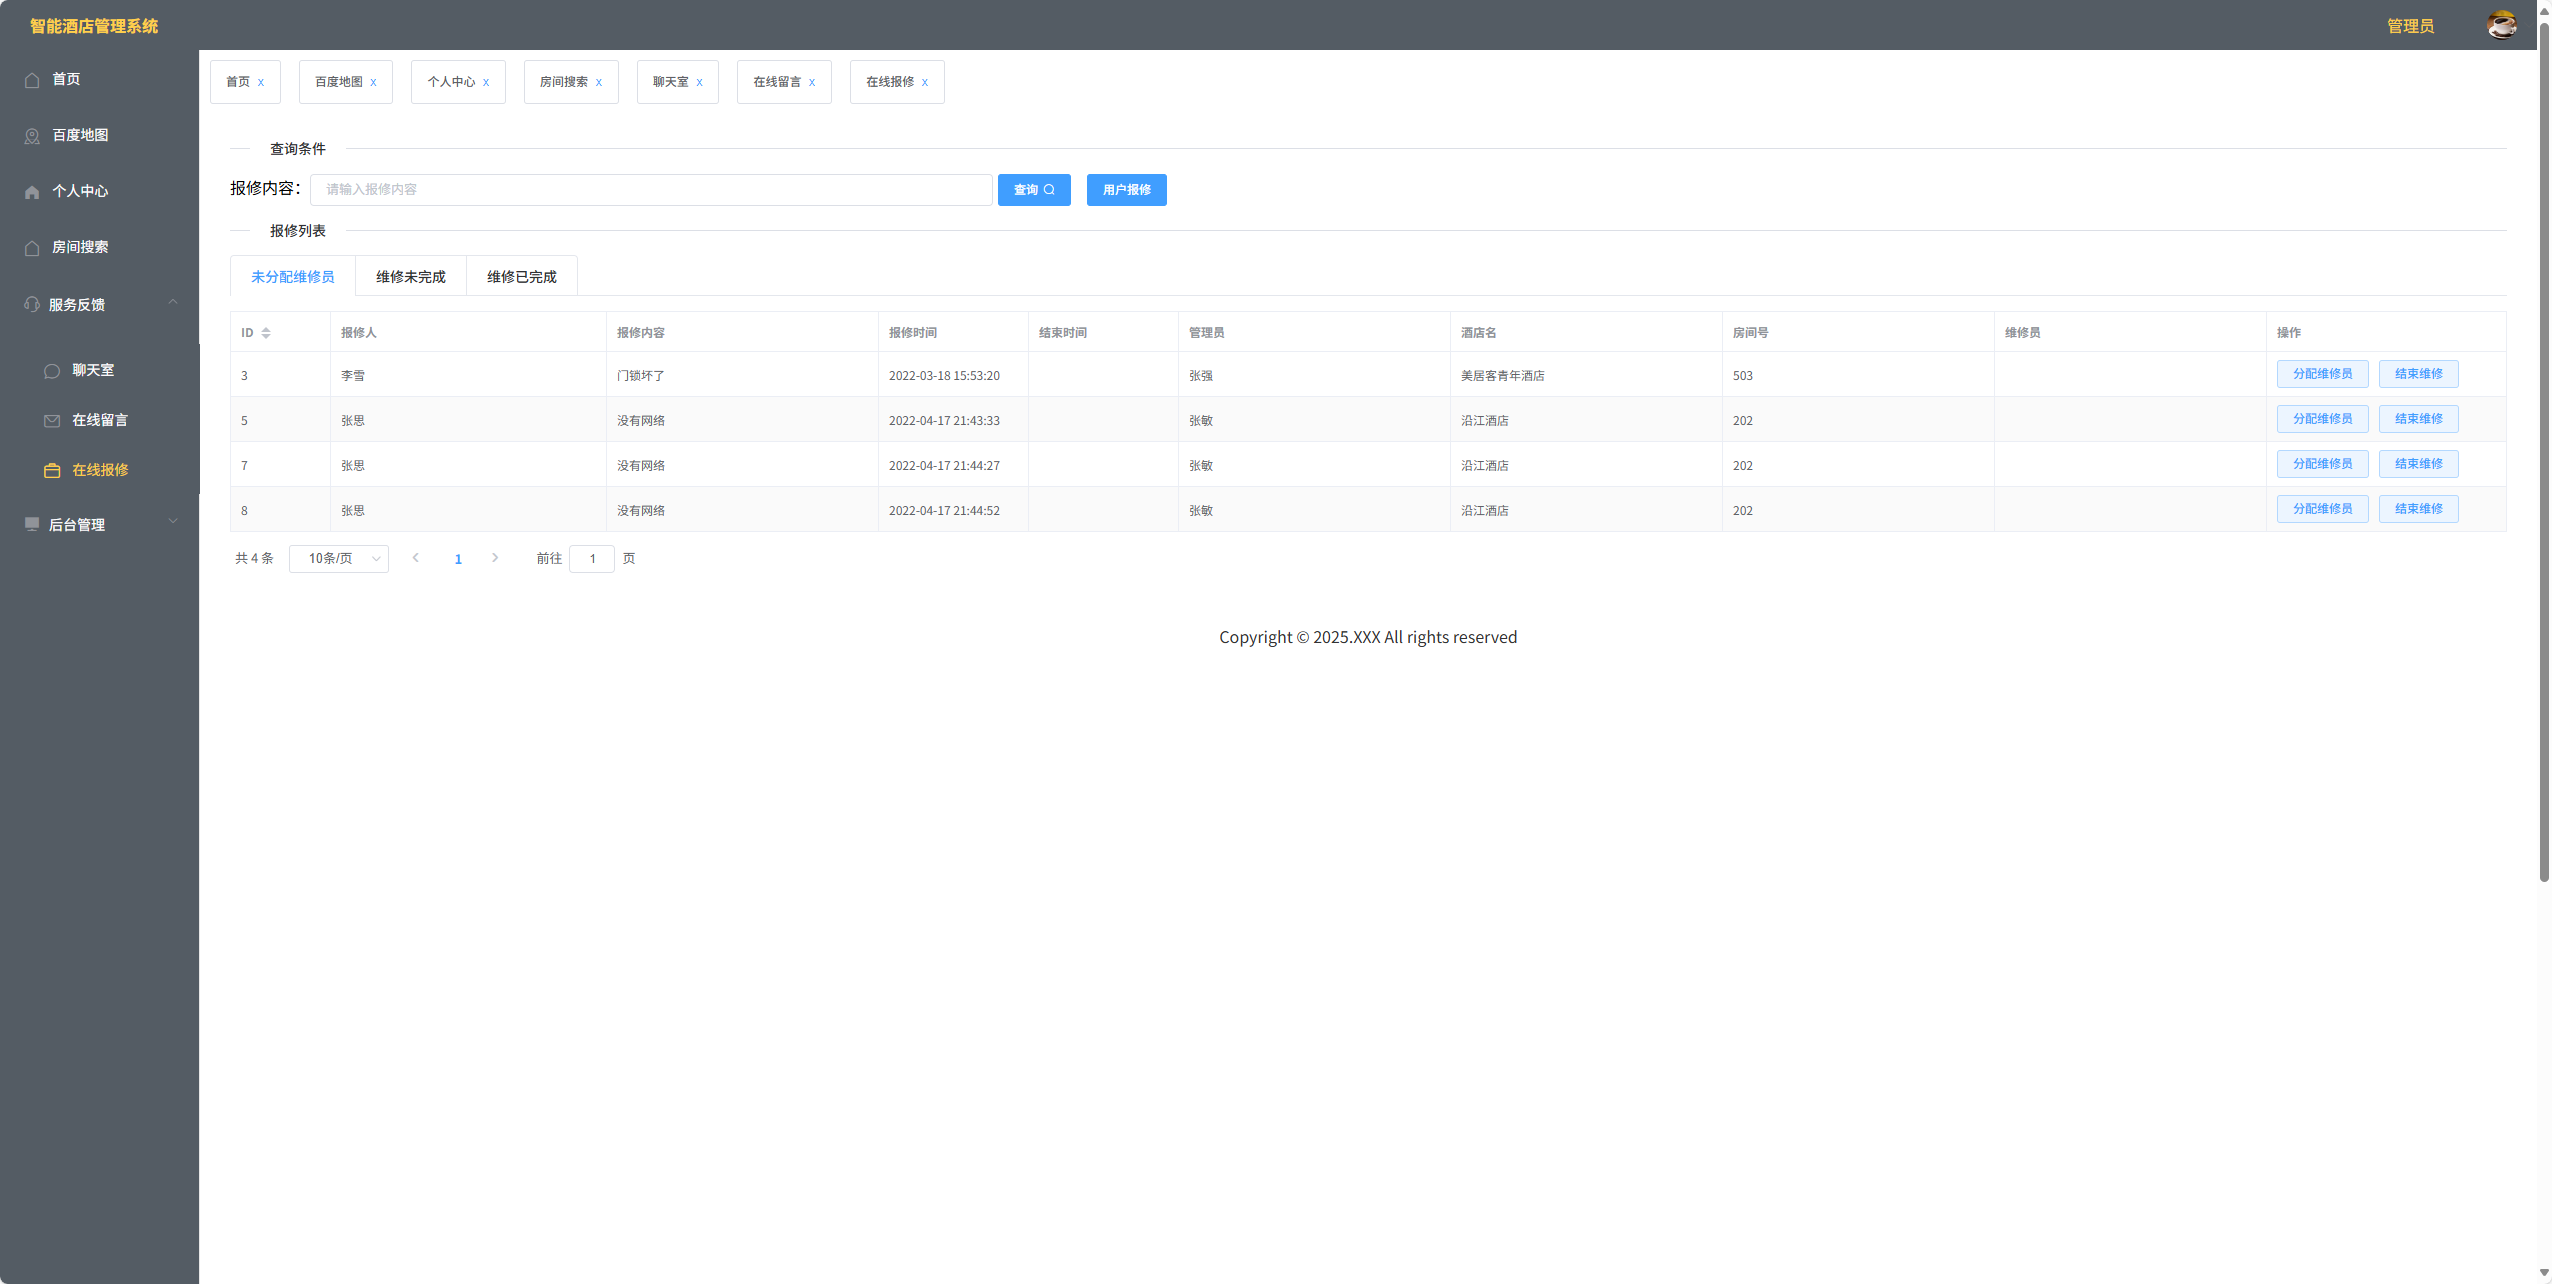 智能酒店管理系统
管理员
首页
百度地图
个人中心
房间搜索
服务反馈
聊天室
在线留言
在线报修
后台管理
首页 x 百度地图 x 个人中心 x 房间搜索 x 聊天室 x 在线留言 x 在线报修 x
查询条件
报修内容： 请输入报修内容 查询 用户报修
报修列表
未分配维修员 维修未完成 维修已完成
ID 报修人 报修内容 报修时间 结束时间 管理员 酒店名 房间号 维修员 操作
3 李雪 门锁坏了 2022-03-18 15:53:20 张强 美居客青年酒店 503 分配维修员 结束维修
5 张思 没有网络 2022-04-17 21:43:33 张敏 沿江酒店 202 分配维修员 结束维修
7 张思 没有网络 2022-04-17 21:44:27 张敏 沿江酒店 202 分配维修员 结束维修
8 张思 没有网络 2022-04-17 21:44:52 张敏 沿江酒店 202 分配维修员 结束维修
共 4 条 10条/页 1 前往 1 页
Copyright © 2025.XXX All rights reserved